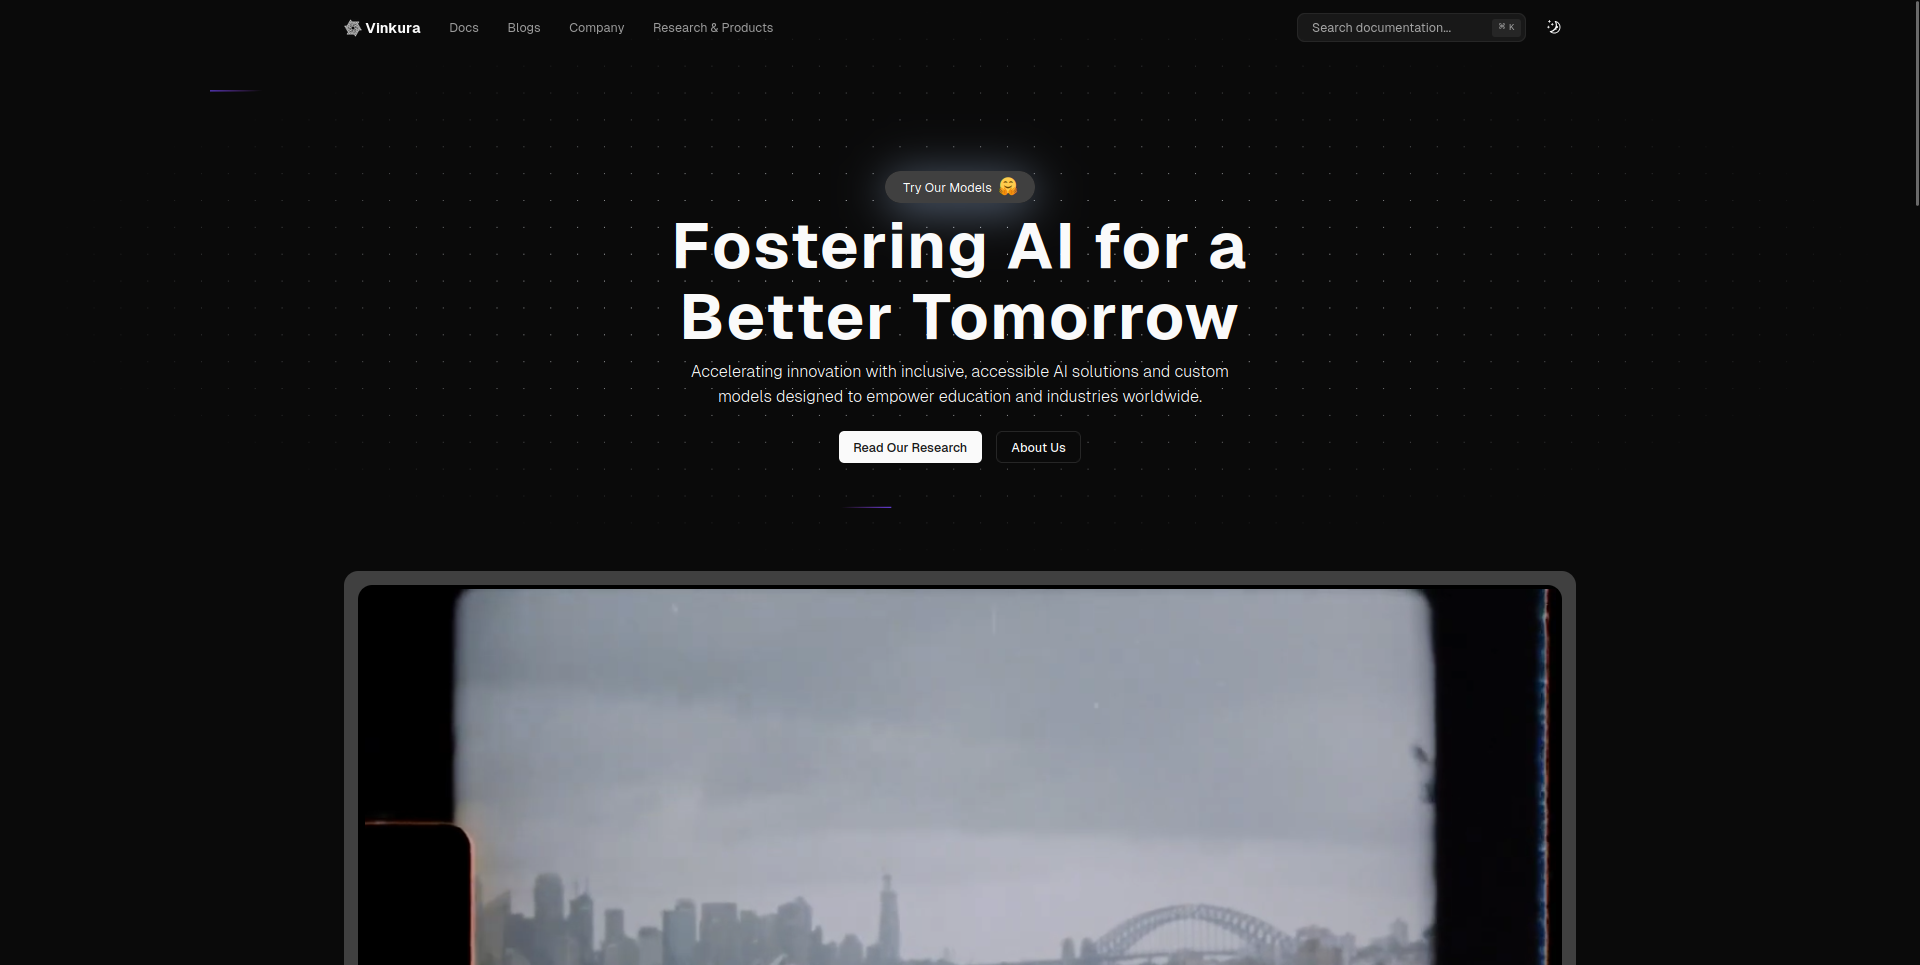 Vinkura
Docs
Blogs
Company
Research & Products
Search documentation...
⌘ K
Try Our Models 🤗
Fostering AI for a
Better Tomorrow
Accelerating innovation with inclusive, accessible AI solutions and custom
models designed to empower education and industries worldwide.
Read Our Research
About Us